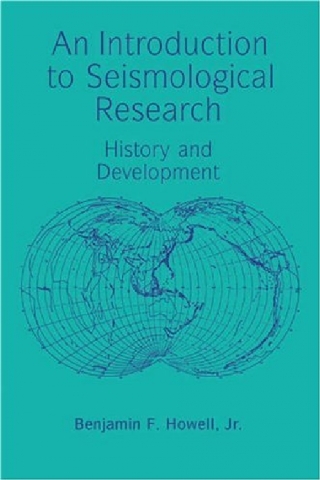 An Introduction
to Seismological
Research
History and
Development
Benjamin F. Howell, Jr.